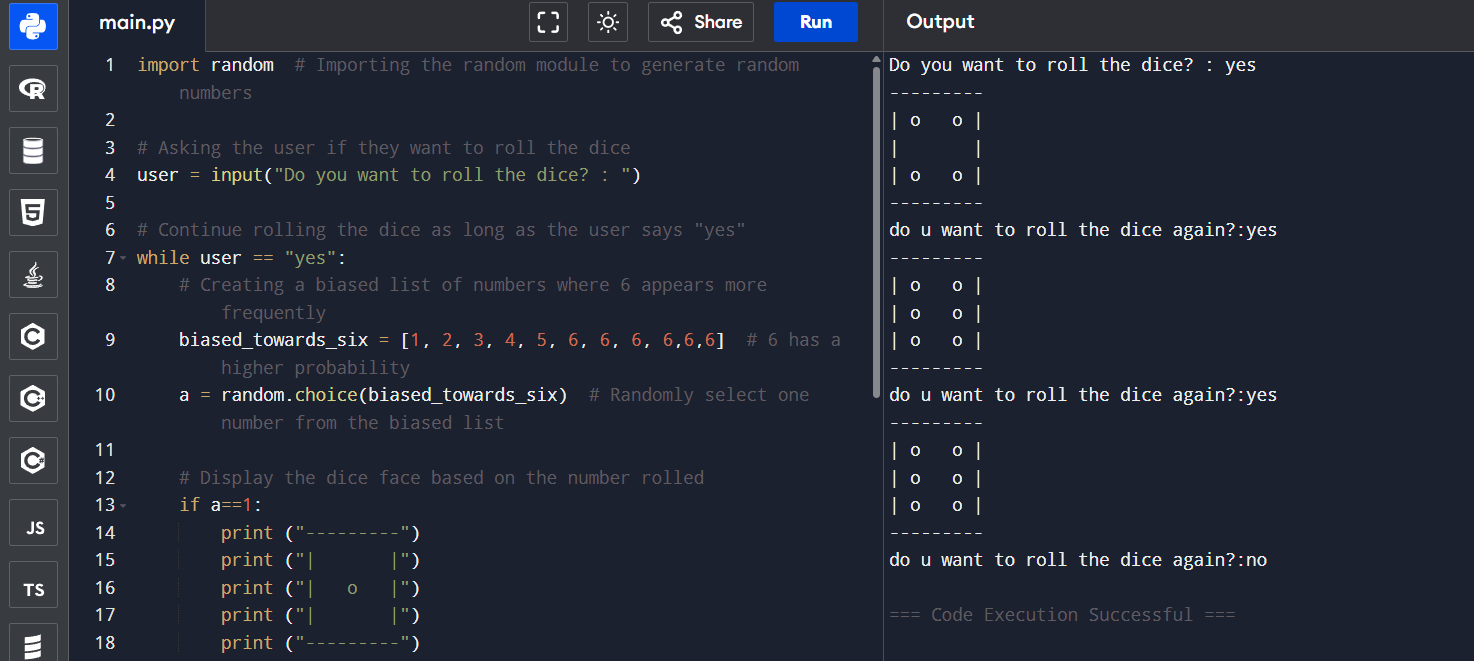 main.py
Share
Run
Output
1 import random  # Importing the random module to generate random
numbers
2
3 # Asking the user if they want to roll the dice
4 user = input("Do you want to roll the dice? : ")
5
6 # Continue rolling the dice as long as the user says "yes"
7 while user == "yes":
8     # Creating a biased list of numbers where 6 appears more
frequently
9     biased_towards_six = [1, 2, 3, 4, 5, 6, 6, 6, 6,6,6]  # 6 has a
higher probability
10     a = random.choice(biased_towards_six)  # Randomly select one
number from the biased list
11
12     # Display the dice face based on the number rolled
13     if a==1:
14         print ("---------")
15         print ("|       |")
16         print ("|   o   |")
17         print ("|       |")
18         print ("---------")
Do you want to roll the dice? : yes
---------
| o   o |
|       |
| o   o |
---------
do u want to roll the dice again?:yes
---------
| o   o |
| o   o |
| o   o |
---------
do u want to roll the dice again?:yes
---------
| o   o |
| o   o |
| o   o |
---------
do u want to roll the dice again?:no
=== Code Execution Successful ===
R
5
C
C++
C#
JS
TS